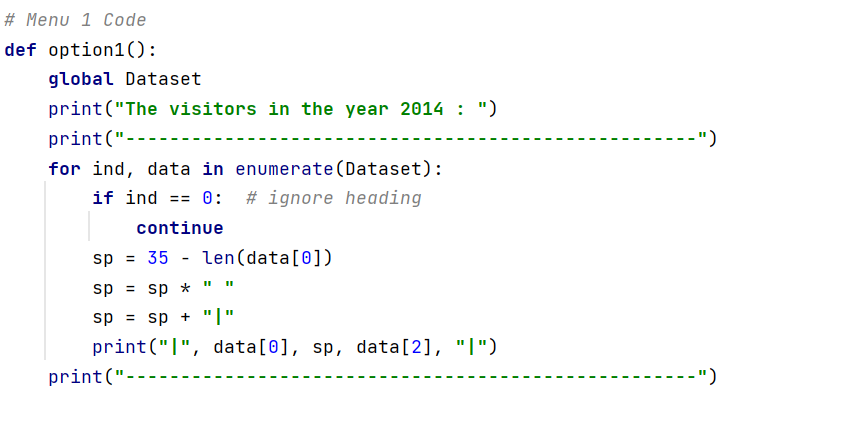 # Menu 1 Code
def option1():
    global Dataset
    print("The visitors in the year 2014 : ")
    print("----------------------------------------------------")
    for ind, data in enumerate(Dataset):
        if ind == 0:  # ignore heading
            continue
        sp = 35 - len(data[0])
        sp = sp * " "
        sp = sp + "|"
        print("|", data[0], sp, data[2], "|")
    print("----------------------------------------------------")